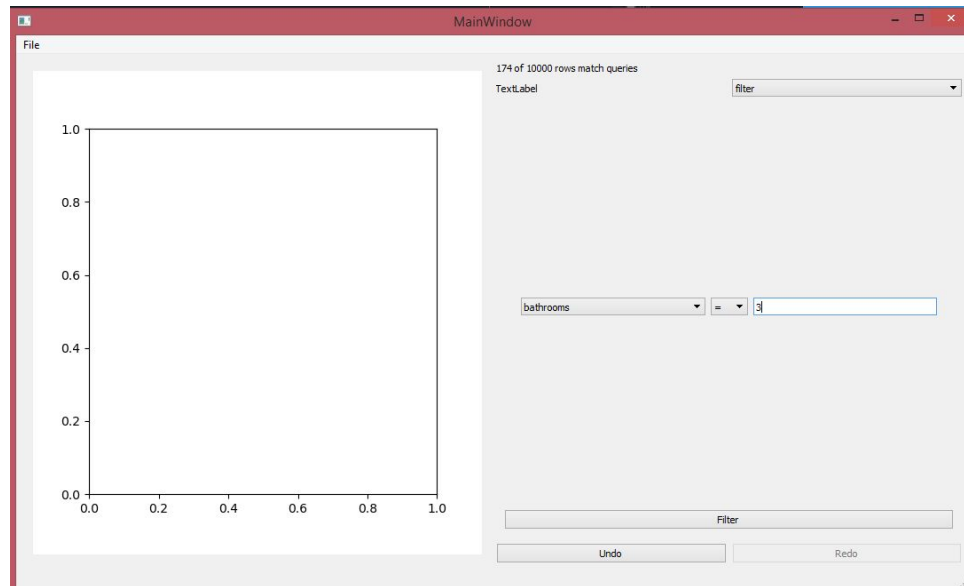 MainWindow
File
174 of 10000 rows match queries
TextLabel
filter
1.0
0.8
0.6
0.4
0.2
0.0
0.0 0.2 0.4 0.6 0.8 1.0
bathrooms = 3
Filter
Undo Redo